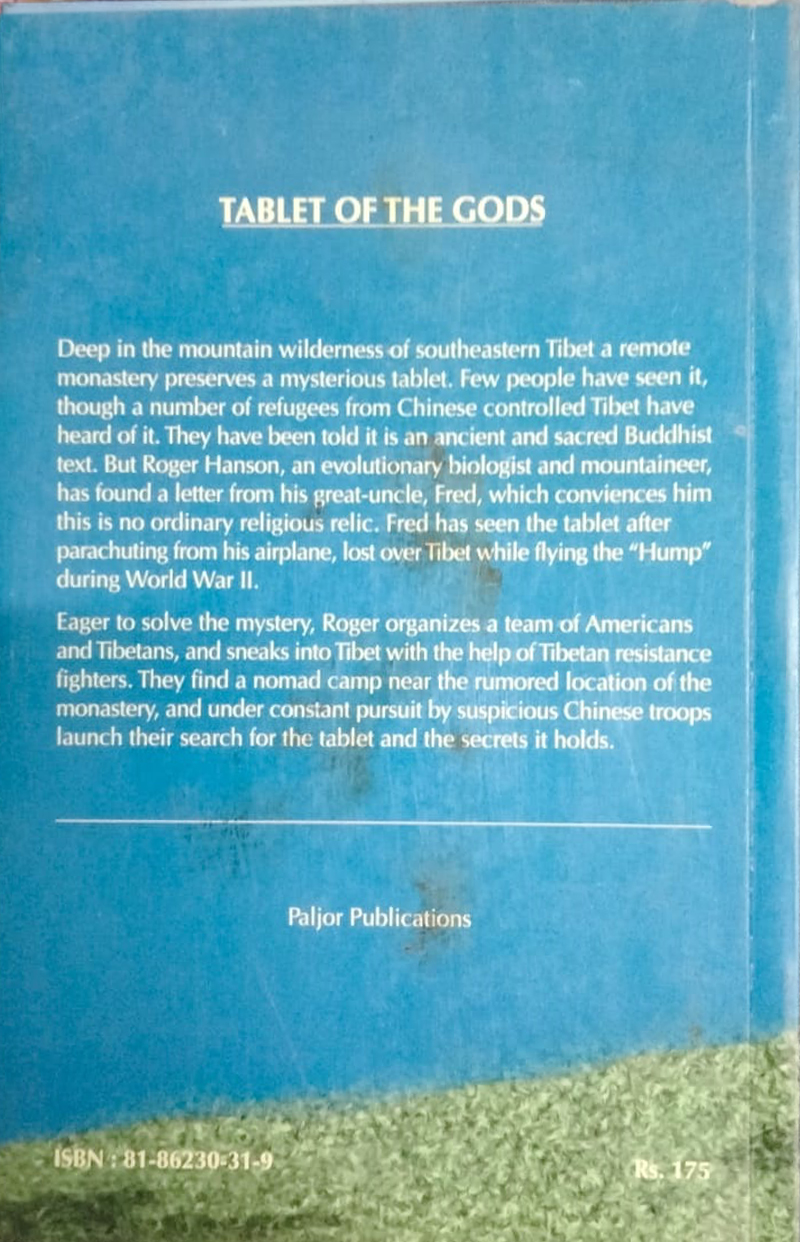 TABLET OF THE GODS
Deep in the mountain wilderness of southeastern Tibet a remote
monastery preserves a mysterious tablet. Few people have seen it,
though a number of refugees from Chinese controlled Tibet have
heard of it. They have been told it is an ancient and sacred Buddhist
text. But Roger Hanson, an evolutionary biologist and mountaineer,
has found a letter from his great-uncle, Fred, which conviences him
this is no ordinary religious relic. Fred has seen the tablet after
parachuting from his airplane, lost over Tibet while flying the “Hump”
during World War II.
Eager to solve the mystery, Roger organizes a team of Americans
and Tibetans, and sneaks into Tibet with the help of Tibetan resistance
fighters. They find a nomad camp near the rumored location of the
monastery, and under constant pursuit by suspicious Chinese troops
launch their search for the tablet and the secrets it holds.
Paljor Publications
ISBN : 81-86230-31-9
Rs. 175